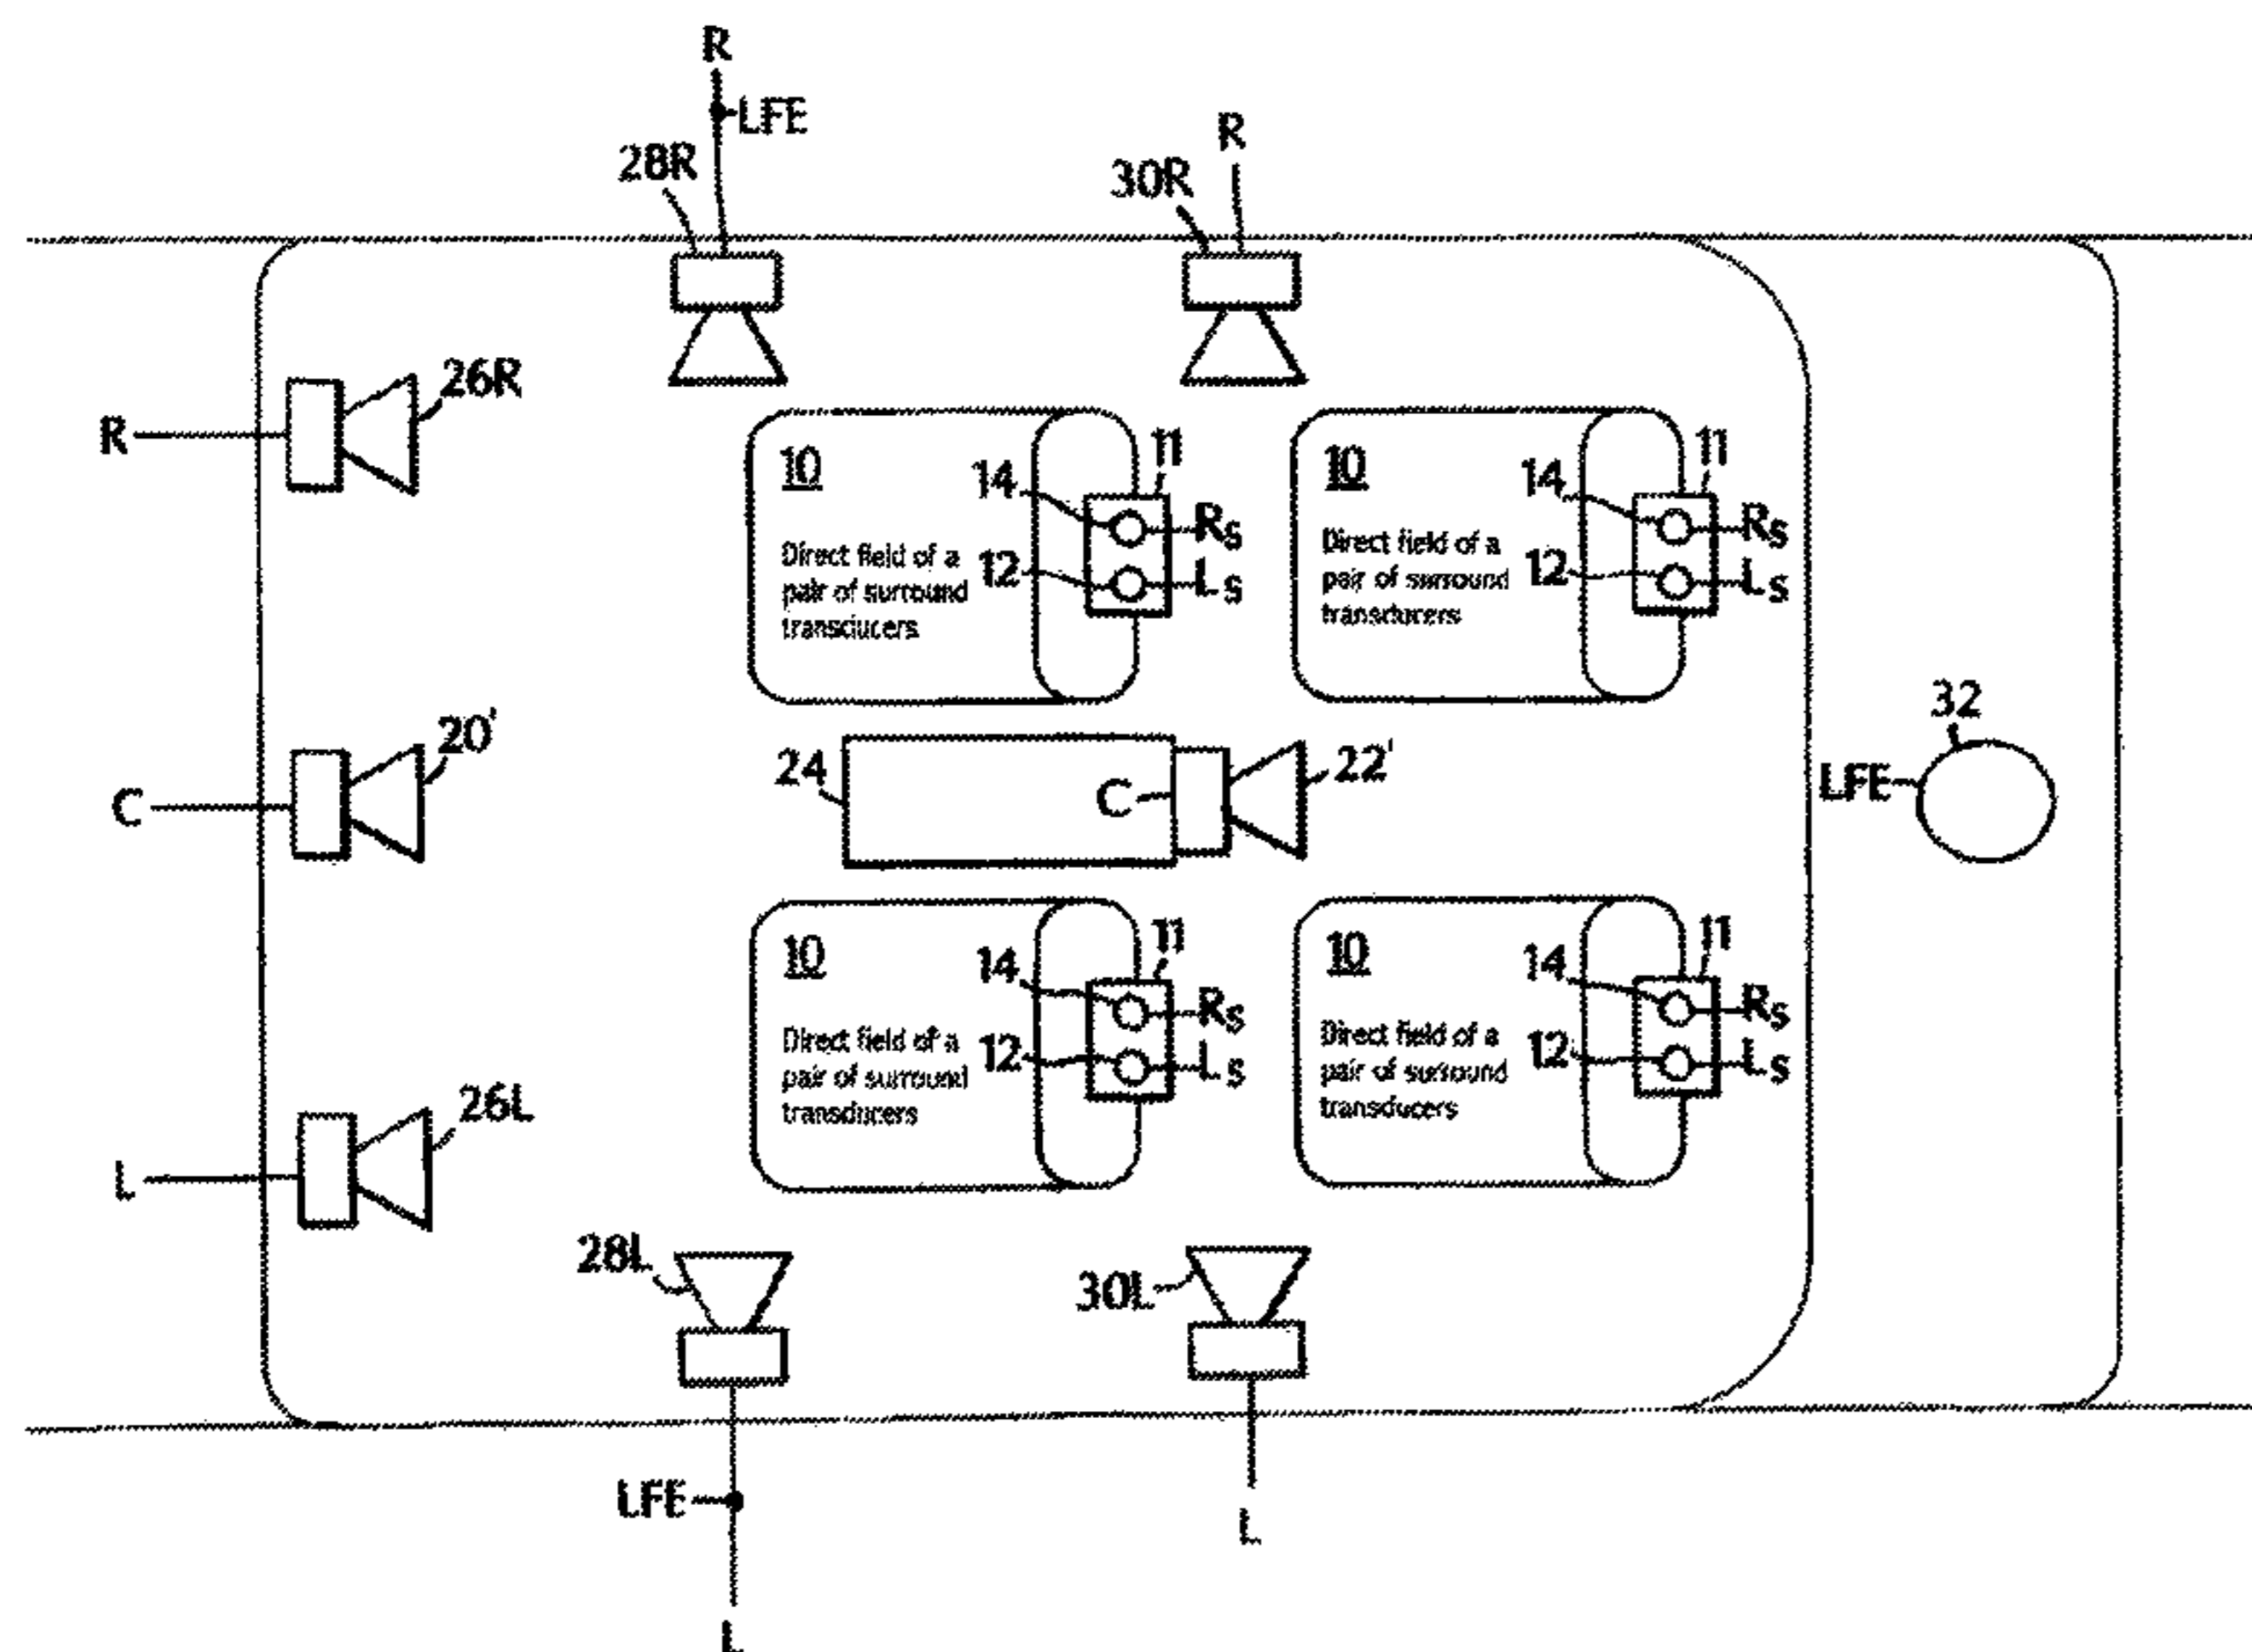 R
LFE
28R
R
30R
26R
R
10
14
11
Rs
12
Ls
Direct field of a
pair of surround
transducers
10
14
11
Rs
12
Ls
Direct field of a
pair of surround
transducers
20'
C
24
C
22'
32
LFE
10
14
11
Rs
12
Ls
Direct field of a
pair of surround
transducers
10
14
11
Rs
12
Ls
Direct field of a
pair of surround
transducers
26L
L
28L
30L
LFE
L
L